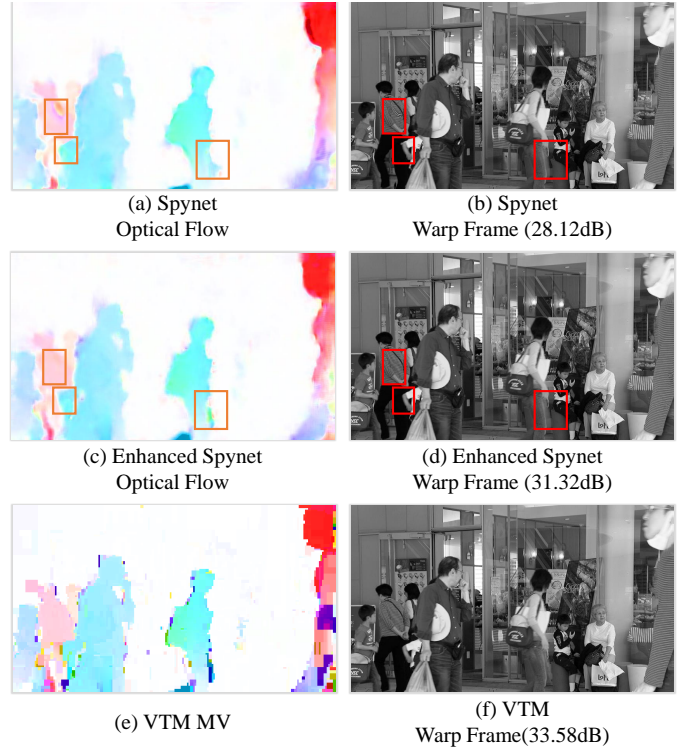 (a) Spynet
Optical Flow
(b) Spynet
Warp Frame (28.12dB)
(c) Enhanced Spynet
Optical Flow
(d) Enhanced Spynet
Warp Frame (31.32dB)
(e) VTM MV
(f) VTM
Warp Frame(33.58dB)